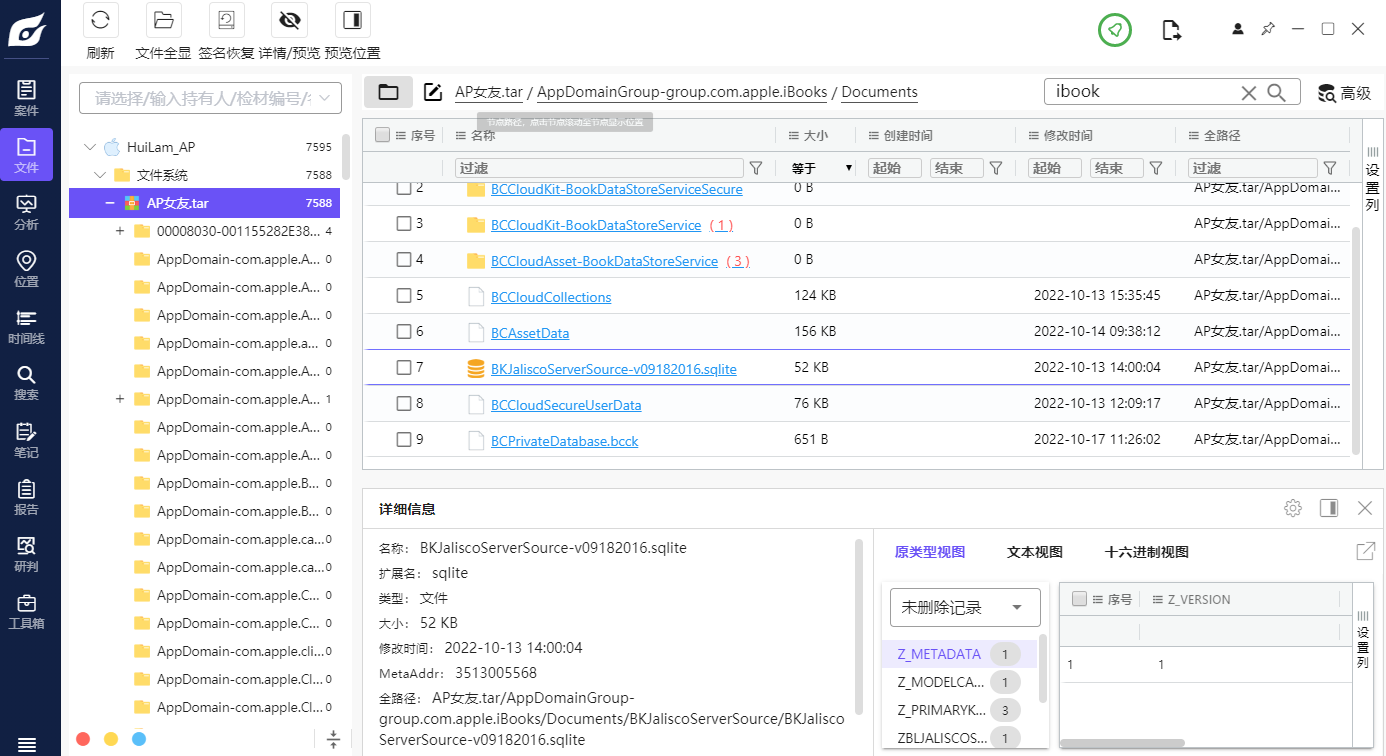 刷新
文件全显
签名恢复
详情/预览
预览位置
案件
文件
分析
位置
时间线
搜索
笔记
报告
研判
工具箱
请选择/输入持有人/检材编号/
HuiLam_AP 7595
文件系统 7588
AP女友.tar 7588
00008030-001155282E38... 4
AppDomain-com.apple.A... 0
AppDomain-com.apple.A... 0
AppDomain-com.apple.A... 0
AppDomain-com.apple.a... 0
AppDomain-com.apple.A... 0
AppDomain-com.apple.A... 1
AppDomain-com.apple.A... 0
AppDomain-com.apple.A... 0
AppDomain-com.apple.B... 0
AppDomain-com.apple.B... 0
AppDomain-com.apple.ca... 0
AppDomain-com.apple.ca... 0
AppDomain-com.apple.C... 0
AppDomain-com.apple.C... 0
AppDomain-com.apple.cli... 0
AppDomain-com.apple.Cl... 0
AppDomain-com.apple.Cl... 0
AP女友.tar / AppDomainGroup-group.com.apple.iBooks / Documents
节点路径，点击节点滚动至节点显示位置
ibook
高级
序号 名称 大小 创建时间 修改时间 全路径
过滤 等于 起始 结束 起始 结束 过滤
2 BCCloudKit-BookDataStoreServiceSecure 0 B AP女友.tar/AppDomai...
3 BCCloudKit-BookDataStoreService ( 1 ) 0 B AP女友.tar/AppDomai...
4 BCCloudAsset-BookDataStoreService ( 3 ) 0 B AP女友.tar/AppDomai...
5 BCCloudCollections 124 KB 2022-10-13 15:35:45 AP女友.tar/AppDomai...
6 BCAssetData 156 KB 2022-10-14 09:38:12 AP女友.tar/AppDomai...
7 BKJaliscoServerSource-v09182016.sqlite 52 KB 2022-10-13 14:00:04 AP女友.tar/AppDomai...
8 BCCloudSecureUserData 76 KB 2022-10-13 12:09:17 AP女友.tar/AppDomai...
9 BCPrivateDatabase.bcck 651 B 2022-10-17 11:26:02 AP女友.tar/AppDomai...
设置列
详细信息
名称： BKJaliscoServerSource-v09182016.sqlite
扩展名： sqlite
类型： 文件
大小： 52 KB
修改时间： 2022-10-13 14:00:04
MetaAddr： 3513005568
全路径： AP女友.tar/AppDomainGroup-
group.com.apple.iBooks/Documents/BKJaliscoServerSource/BKJalisco
ServerSource-v09182016.sqlite
原类型视图 文本视图 十六进制视图
未删除记录
Z_METADATA 1
Z_MODELCA... 1
Z_PRIMARYK... 3
ZBLJALISCOS... 1
序号 Z_VERSION
1 1
设置列